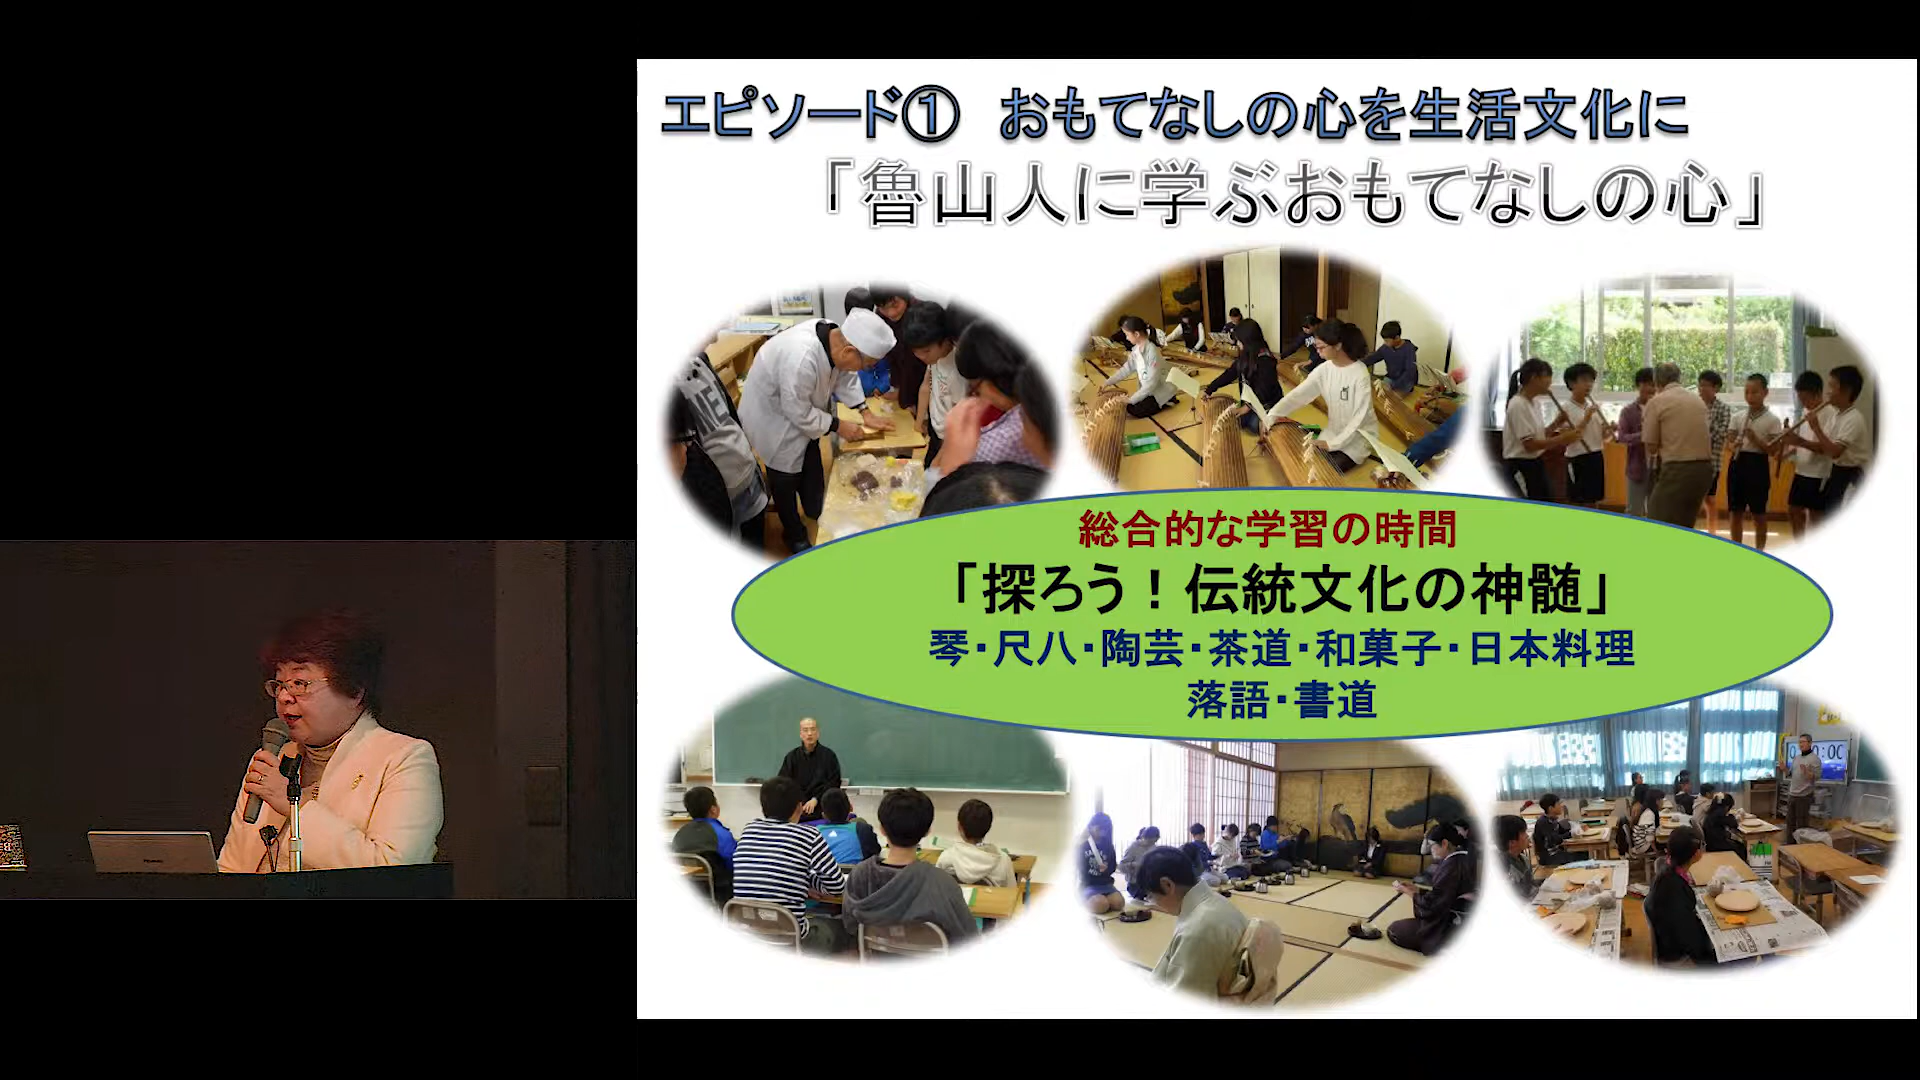 エピソード① おもてなしの心を生活文化に
「魯山人に学ぶおもてなしの心」
総合的な学習の時間
「探ろう！伝統文化の神髄」
琴・尺八・陶芸・茶道・和菓子・日本料理
落語・書道